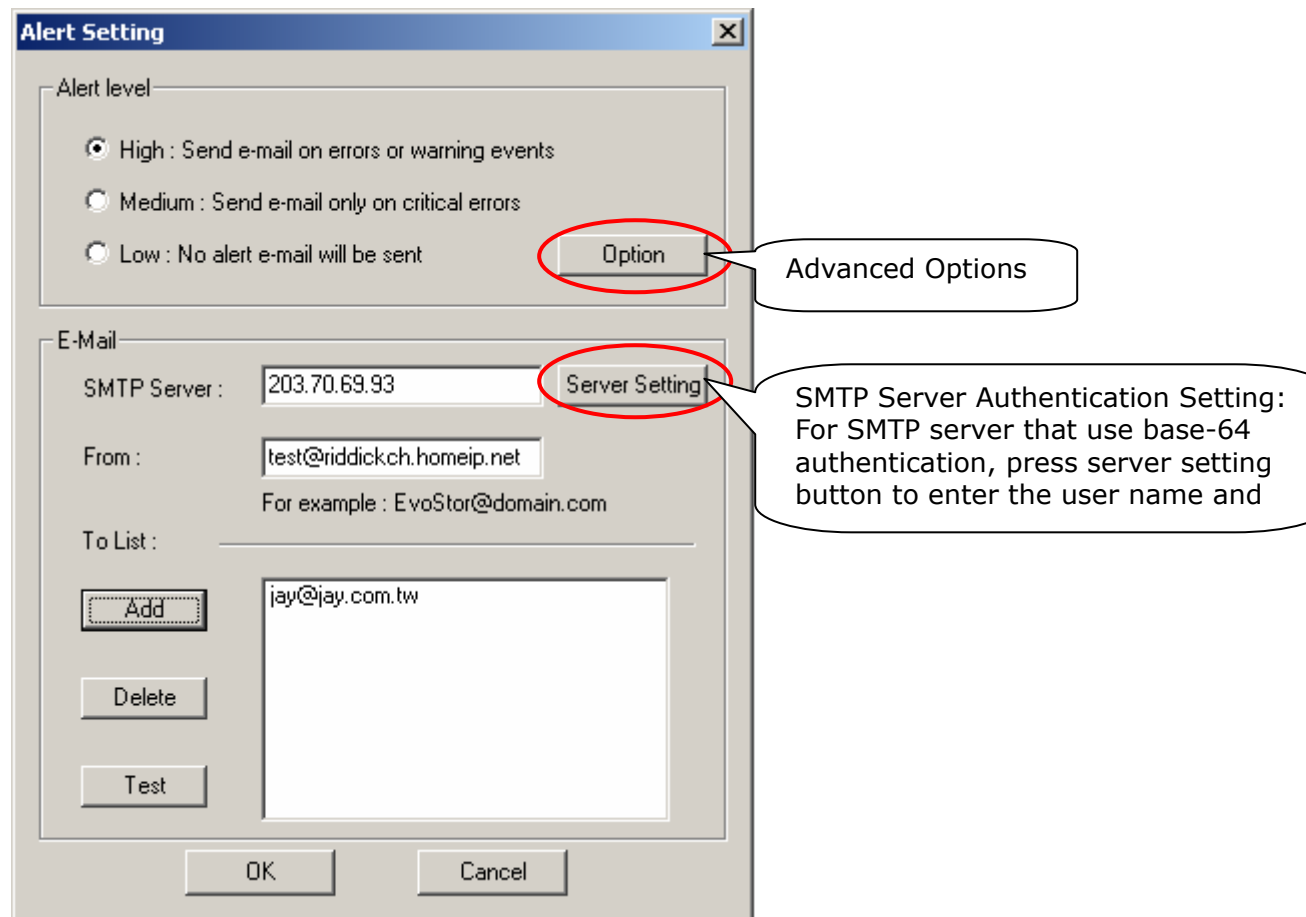 Alert Setting
Alert level
High : Send e-mail on errors or warning events
Medium : Send e-mail only on critical errors
Low : No alert e-mail will be sent
Option
Advanced Options
E-Mail
SMTP Server :
203.70.69.93
Server Setting
SMTP Server Authentication Setting:
For SMTP server that use base-64
authentication, press server setting
button to enter the user name and
From :
test@riddickch.homeip.net
For example : EvoStor@domain.com
To List :
Add
jay@jay.com.tw
Delete
Test
OK
Cancel